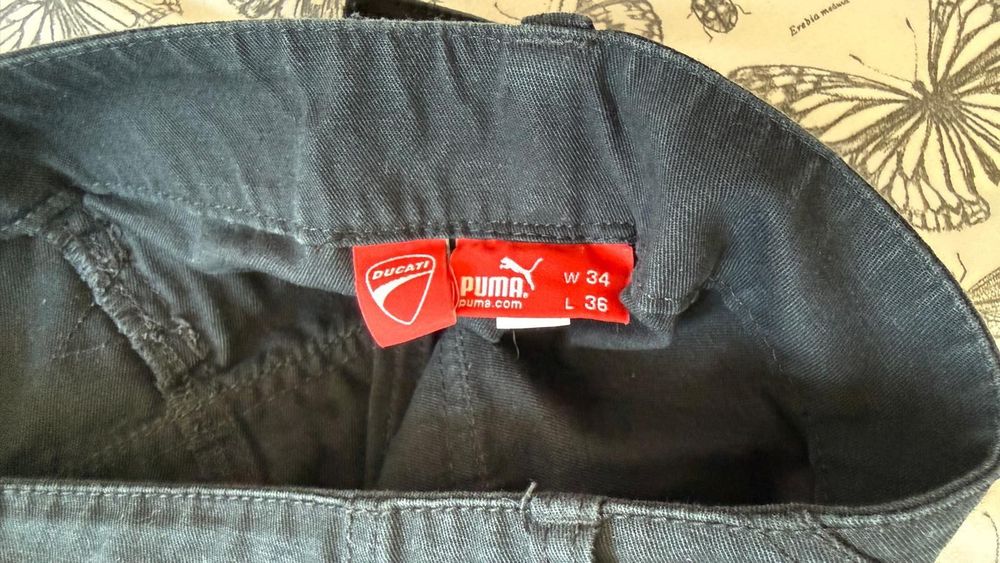 Erebia medusa
DUCATI
PUMA®
puma.com
W 34
L 36